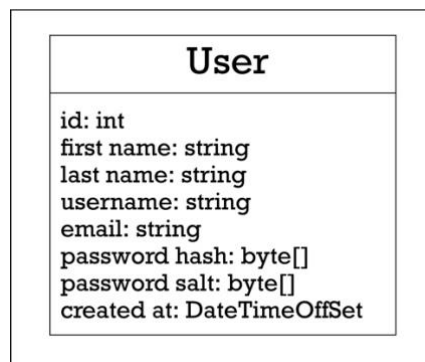 User
id: int
first name: string
last name: string
username: string
email: string
password hash: byte[]
password salt: byte[]
created at: DateTimeOffSet